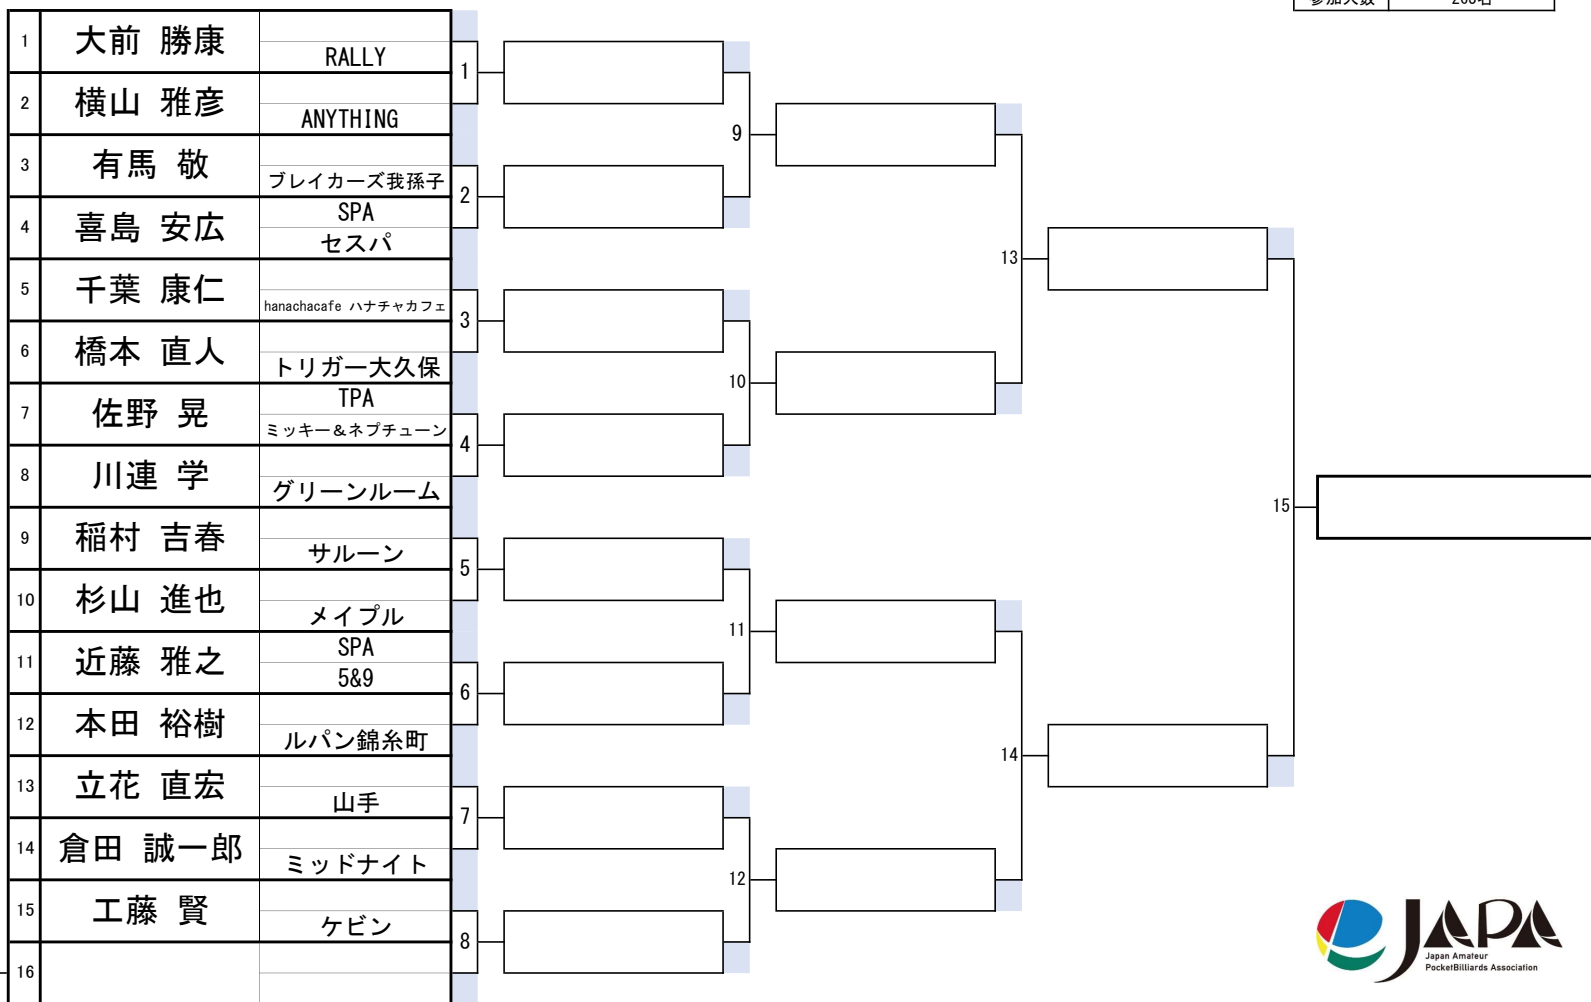 参加人数 203名
1 大前 勝康 RALLY
2 横山 雅彦 ANYTHING
3 有馬 敬 ブレイカーズ我孫子
4 喜島 安広 SPA セスパ
5 千葉 康仁 hanachacafe ハナチャカフェ
6 橋本 直人 トリガー大久保
7 佐野 晃 TPA ミッキー&ネプチューン
8 川連 学 グリーンルーム
9 稲村 吉春 サルーン
10 杉山 進也 メイプル
11 近藤 雅之 SPA 5&9
12 本田 裕樹 ルパン錦糸町
13 立花 直宏 山手
14 倉田 誠一郎 ミッドナイト
15 工藤 賢 ケビン
16
1
2
3
4
5
6
7
8
9
10
11
12
13
14
15
JAPA
Japan Amateur
PocketBilliards Association